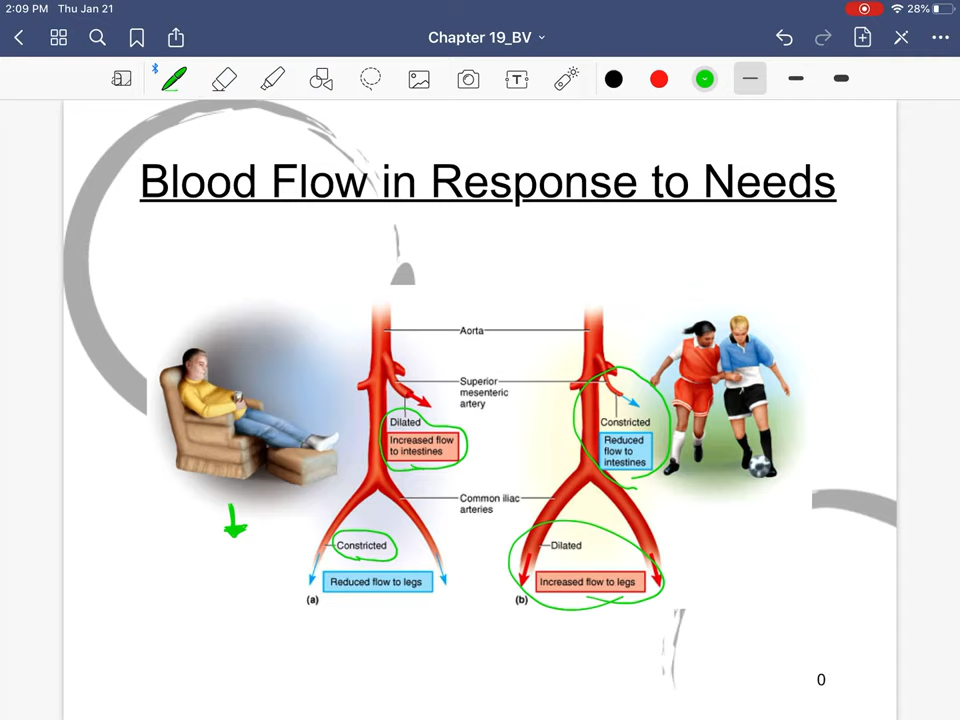 2:09 PM Thu Jan 21
28%
Chapter 19_BV
T
Blood Flow in Response to Needs
Aorta
Superior
mesenteric
artery
Dilated
Increased flow
to intestines
Constricted
Reduced
flow to
intestines
Common iliac
arteries
Constricted
Dilated
Reduced flow to legs
Increased flow to legs
(a)
(b)
0